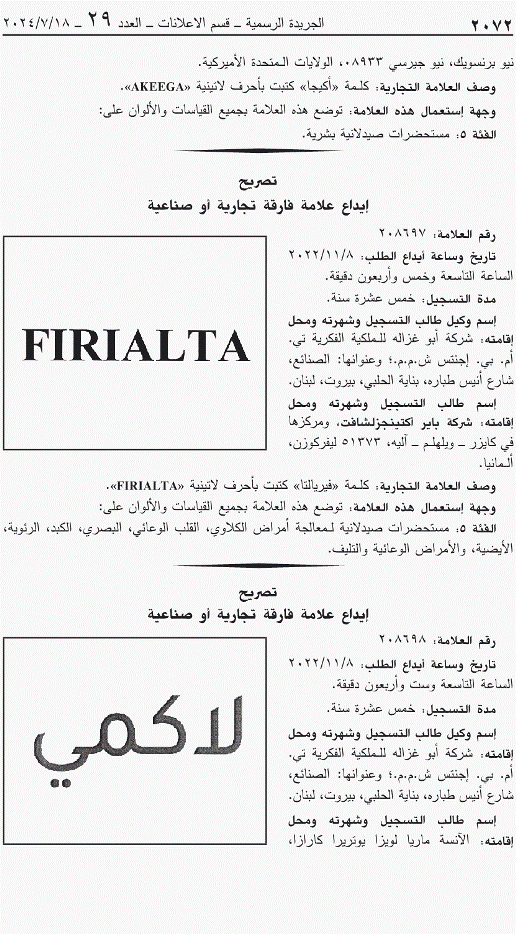 ٢٠٧٢ الجريدة الرسمية ـ قسم الاعلانات ـ العدد ٢٩ ـ ٢٠٢٤/٧/١٨
نيو برنسويك، نيو جيرسي ٠٨٩٣٣، الولايات المتحدة الأميركية.
وصف العلامة التجارية: كلمة «أكيجا» كتبت بأحرف لاتينية «AKEEGA».
وجهة إستعمال هذه العلامة: توضع هذه العلامة بجميع القياسات والألوان على:
الفئة ٥: مستحضرات صيدلانية بشرية.
تصريح
إيداع علامة فارقة تجارية أو صناعية
رقم العلامة: ٢٠٨٦٩٧
تاريخ وساعة أيداع الطلب: ٢٠٢٢/١١/٨
الساعة التاسعة وخمس وأربعون دقيقة.
مدة التسجيل: خمس عشرة سنة.
إسم وكيل طالب التسجيل وشهرته ومحل
إقامته: شركة أبو غزاله للملكية الفكرية تي.
أم. بي. إجنتس ش.م.م.؛ وعنوانها: الصنائع،
شارع أنيس طباره، بناية الحلبي، بيروت، لبنان.
إسم طالب التسجيل وشهرته ومحل
إقامته: شركة باير أكتينجزلشافت، ومركزها
في كايزر ـ ويلهلم ـ آليه، ٥١٣٧٣ ليفركوزن،
ألمانيا.
FIRIALTA
وصف العلامة التجارية: كلمة «فيريالتا» كتبت بأحرف لاتينية «FIRIALTA».
وجهة إستعمال هذه العلامة: توضع هذه العلامة بجميع القياسات والألوان على:
الفئة ٥: مستحضرات صيدلانية لمعالجة أمراض الكلاوي، القلب الوعائي، البصري، الكبد، الرئوية،
الأيضية، والأمراض الوعائية والتليف.
تصريح
إيداع علامة فارقة تجارية أو صناعية
رقم العلامة: ٢٠٨٦٩٨
تاريخ وساعة أيداع الطلب: ٢٠٢٢/١١/٨
الساعة التاسعة وست وأربعون دقيقة.
مدة التسجيل: خمس عشرة سنة.
إسم وكيل طالب التسجيل وشهرته ومحل
إقامته: شركة أبو غزاله للملكية الفكرية تي.
أم. بي. إجنتس ش.م.م.؛ وعنوانها: الصنائع،
شارع أنيس طباره، بناية الحلبي، بيروت، لبنان.
إسم طالب التسجيل وشهرته ومحل
إقامته: الآنسة ماريا لويزا يوتريرا كارازا،
لاكمي